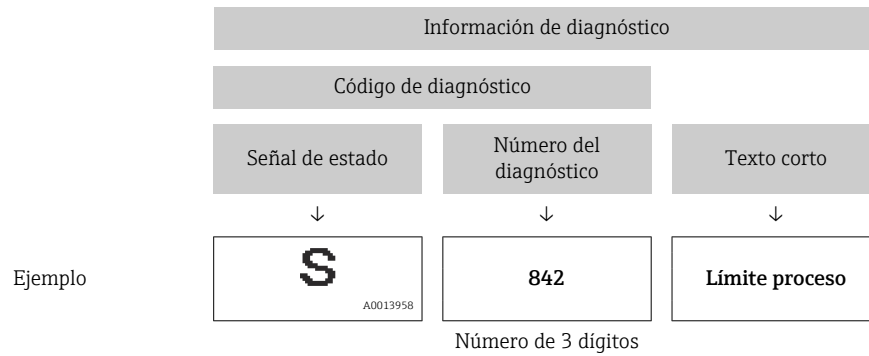 Información de diagnóstico
Código de diagnóstico
Señal de estado
Número del
diagnóstico
Texto corto
↓ ↓ ↓
Ejemplo
S
A0013958
842
Límite proceso
Número de 3 dígitos